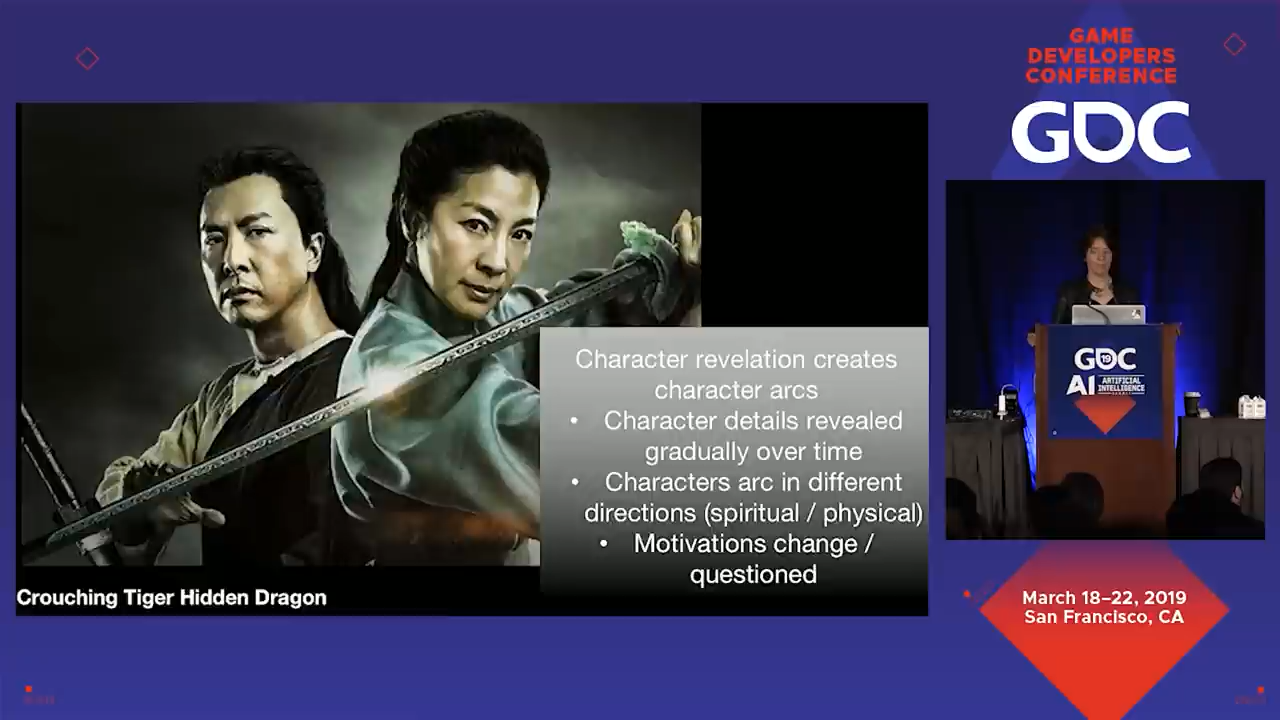 GAME
DEVELOPERS
CONFERENCE
GDC
Character revelation creates
character arcs
• Character details revealed
gradually over time
• Characters arc in different
directions (spiritual / physical)
• Motivations change /
questioned
Crouching Tiger Hidden Dragon
GDC
19
AI ARTIFICIAL
INTELLIGENCE
March 18–22, 2019
San Francisco, CA